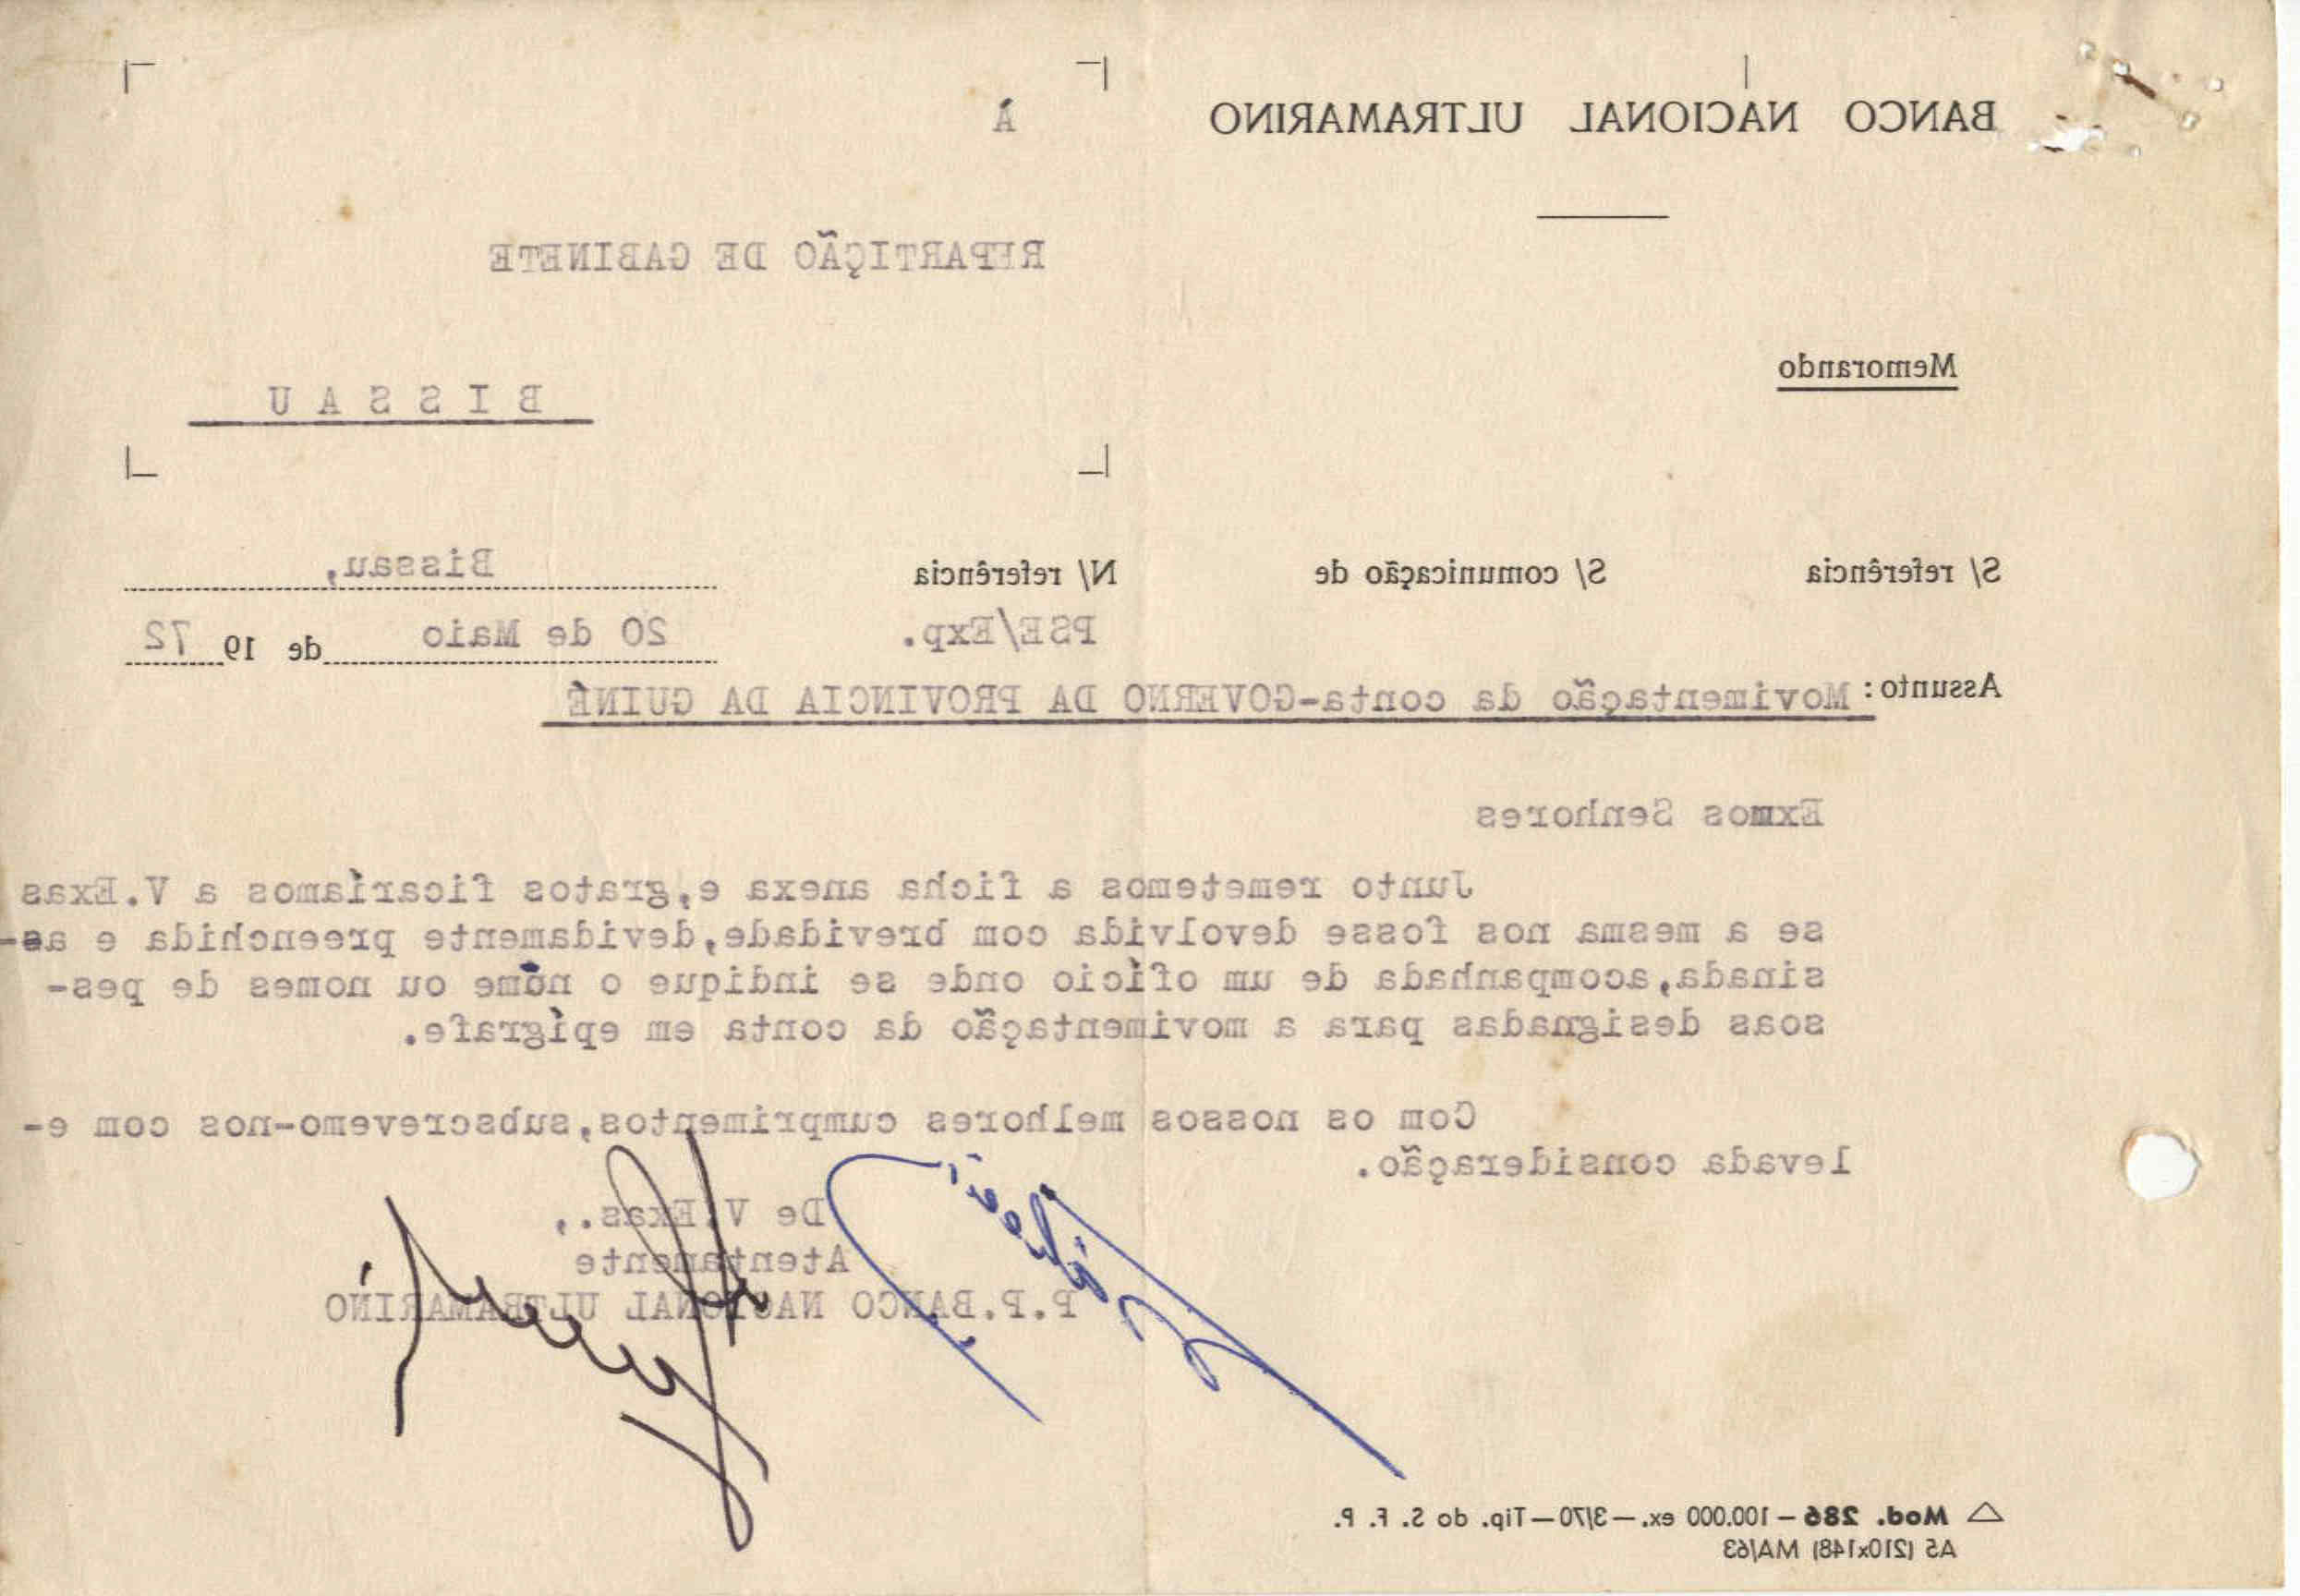 BANCO NACIONAL ULTRAMARINO
À
REPARTIÇÃO DE GABINETE
Memorando
B I S S A U
S/ referência
S/ comunicação de
N/ referência
Bissau,
PSE/Exp.
20 de Maio de 19 72
Assunto: Movimentação da conta-GOVERNO DA PROVINCIA DA GUINÉ
Exmos Senhores
Junto remetemos a ficha anexa e,gratos ficaríamos a V.Exas
se a mesma nos fosse devolvida com brevidade,devidamente preenchida e as-
sinada,acompanhada de um ofício onde se indique o nome ou nomes de pes-
soas designadas para a movimentação da conta em epìgrafe.
Com os nossos melhores cumprimentos,subscrevemo-nos com e-
levada consideração.
De V.Exas.,
Atentamente
P.P.BANCO NACIONAL ULTRAMARINO
△ Mod. 286 — 100.000 ex. — 3/70 — Tip. do S. F. P.
A5 (210x148) MA/63